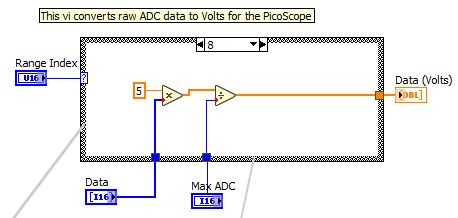 This vi converts raw ADC data to Volts for the PicoScope
8
Range Index
U16
?
5
Data (Volts)
DBL
Data
I16
Max ADC
I16